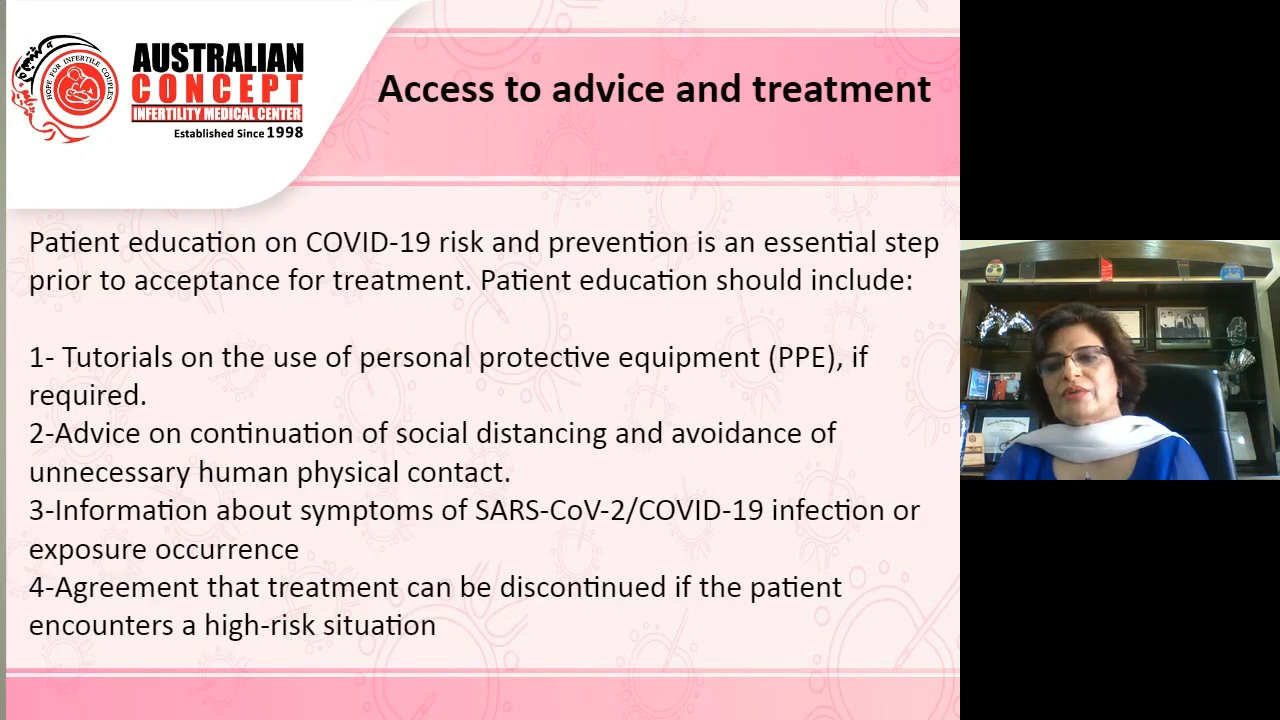 HOPE FOR INFERTILE COUPLES
AUSTRALIAN
CONCEPT
INFERTILITY MEDICAL CENTER
Established Since 1998
Access to advice and treatment
Patient education on COVID-19 risk and prevention is an essential step
prior to acceptance for treatment. Patient education should include:
1- Tutorials on the use of personal protective equipment (PPE), if
required.
2-Advice on continuation of social distancing and avoidance of
unnecessary human physical contact.
3-Information about symptoms of SARS-CoV-2/COVID-19 infection or
exposure occurrence
4-Agreement that treatment can be discontinued if the patient
encounters a high-risk situation